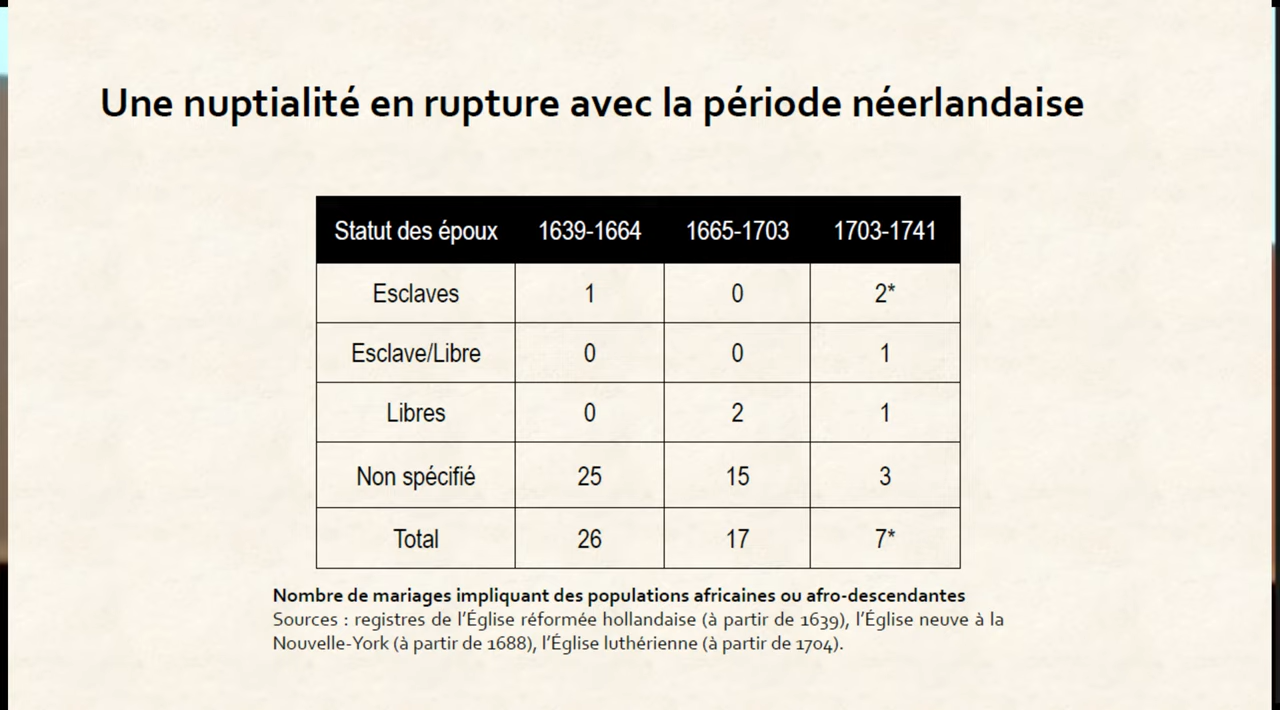 Une nuptialité en rupture avec la période néerlandaise
Statut des époux 1639-1664 1665-1703 1703-1741
Esclaves 1 0 2*
Esclave/Libre 0 0 1
Libres 0 2 1
Non spécifié 25 15 3
Total 26 17 7*
Nombre de mariages impliquant des populations africaines ou afro-descendantes
Sources : registres de l’Église réformée hollandaise (à partir de 1639), l’Église neuve à la
Nouvelle-York (à partir de 1688), l’Église luthérienne (à partir de 1704).